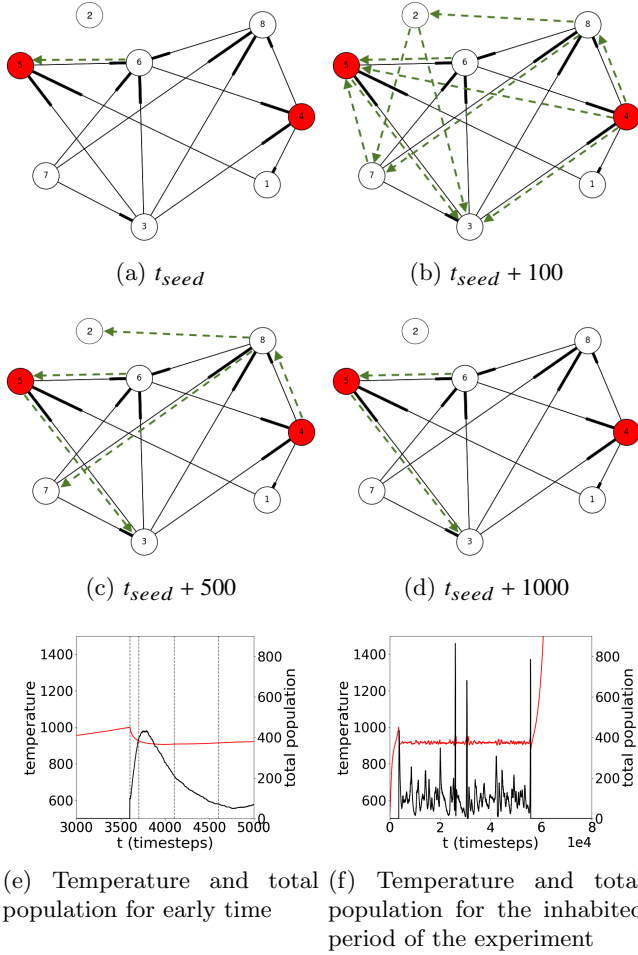 2
8
6
5
4
7
1
3
2
8
6
5
4
7
1
3
(a) t_seed
(b) t_seed + 100
2
8
6
5
4
7
1
3
2
8
6
5
4
7
1
3
(c) t_seed + 500
(d) t_seed + 1000
1400
1200
1000
800
600
temperature
800
600
400
200
0
total population
3000 3500 4000 4500 5000
t (timesteps)
1400
1200
1000
800
600
temperature
800
600
400
200
0
total population
0 2 4 6 8
1e4
t (timesteps)
(e) Temperature and total
population for early time
(f) Temperature and total
population for the inhabited
period of the experiment